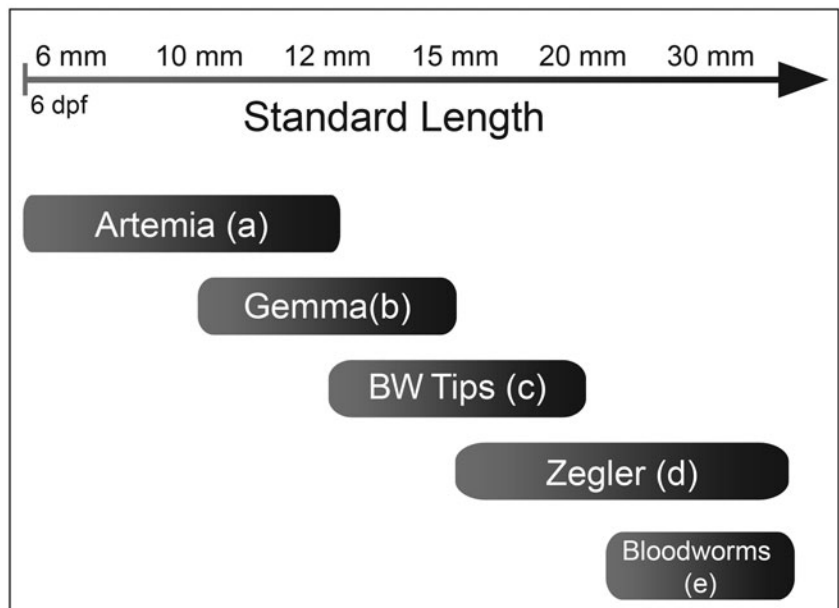 6 mm 10 mm 12 mm 15 mm 20 mm 30 mm
6 dpf
Standard Length
Artemia (a)
Gemma(b)
BW Tips (c)
Zegler (d)
Bloodworms
(e)